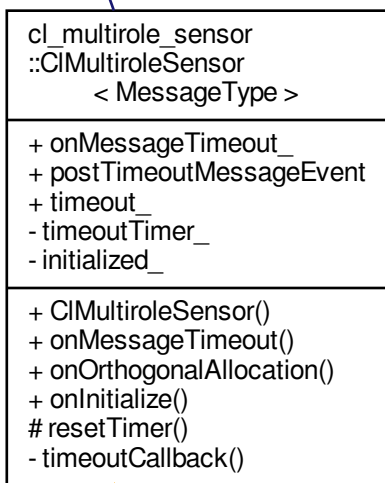 cl_multirole_sensor
::ClMultiroleSensor
< MessageType >
+ onMessageTimeout_
+ postTimeoutMessageEvent
+ timeout_
- timeoutTimer_
- initialized_
+ ClMultiroleSensor()
+ onMessageTimeout()
+ onOrthogonalAllocation()
+ onInitialize()
# resetTimer()
- timeoutCallback()